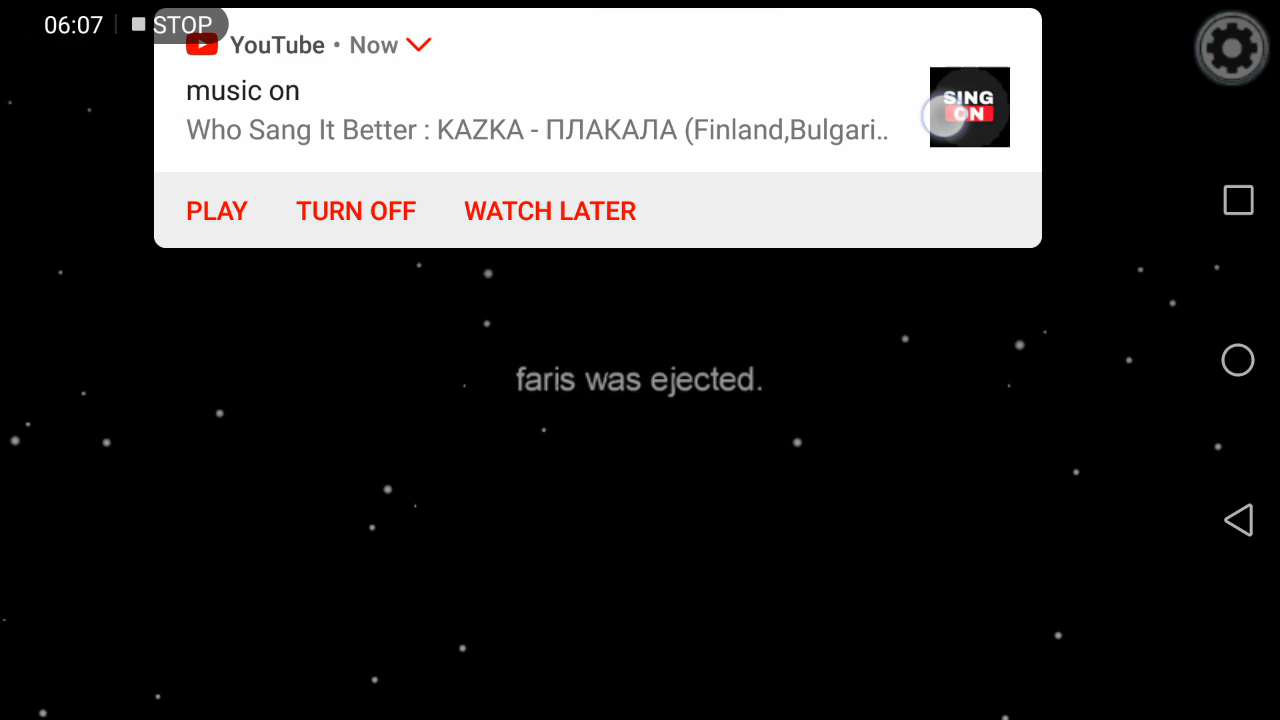 06:07 STOP
YouTube • Now
music on
Who Sang It Better : KAZKA - ПЛАКАЛА (Finland,Bulgari..
SING
ON
PLAY TURN OFF WATCH LATER
faris was ejected.